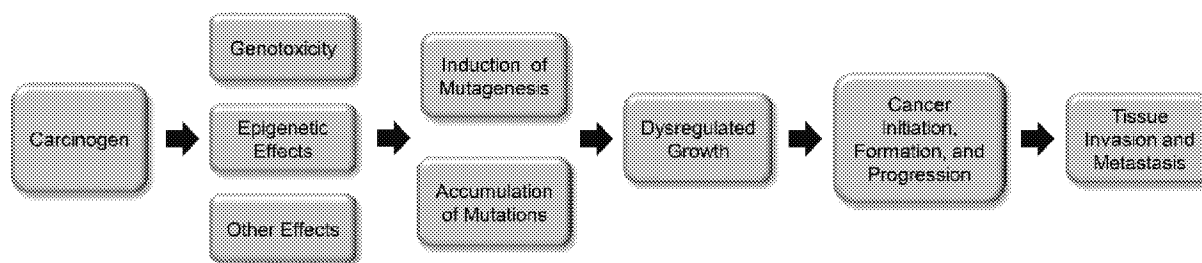 Carcinogen
Genotoxicity
Epigenetic
Effects
Other Effects
Induction of
Mutagenesis
Accumulation
of Mutations
Dysregulated
Growth
Cancer
Initiation,
Formation, and
Progression
Tissue
Invasion and
Metastasis